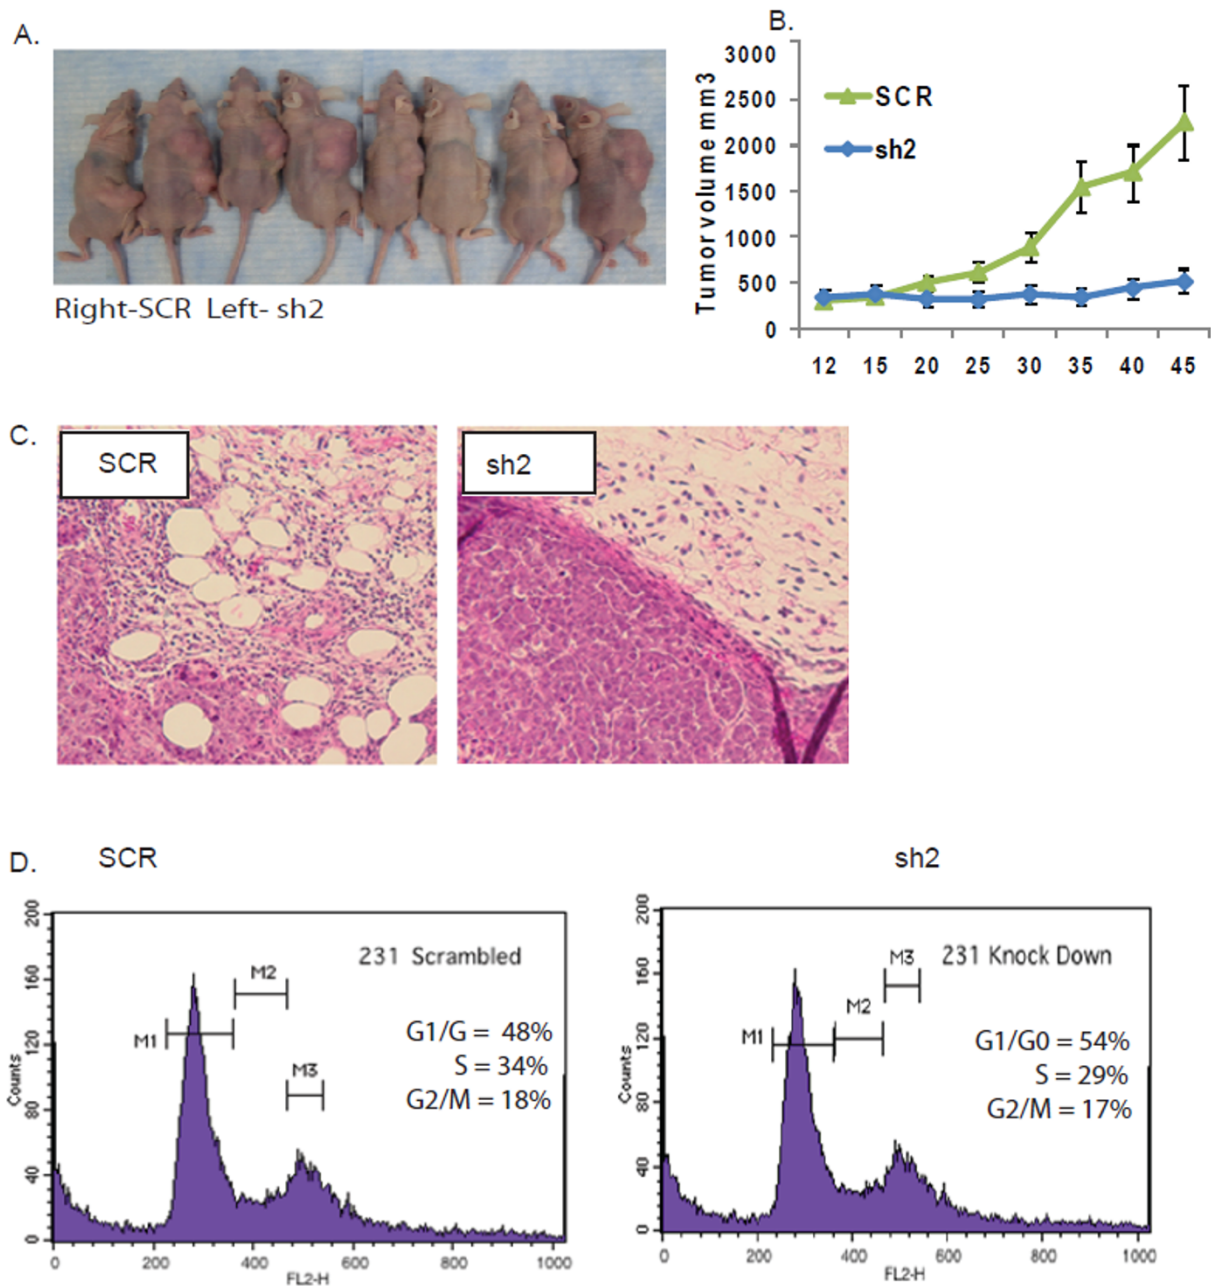 A.
Right-SCR Left- sh2
B.
Tumor volume mm3
3000
2500
2000
1500
1000
500
0
SCR
sh2
12 15 20 25 30 35 40 45
C.
SCR
sh2
D.
SCR
sh2
231 Scrambled
M1
M2
M3
G1/G = 48%
S = 34%
G2/M = 18%
Counts
200
160
120
80
40
0
0 200 400 600 800 1000
FL2-H
231 Knock Down
M1
M2
M3
G1/G0 = 54%
S = 29%
G2/M = 17%
Counts
200
160
120
80
40
0
0 200 400 600 800 1000
FL2-H